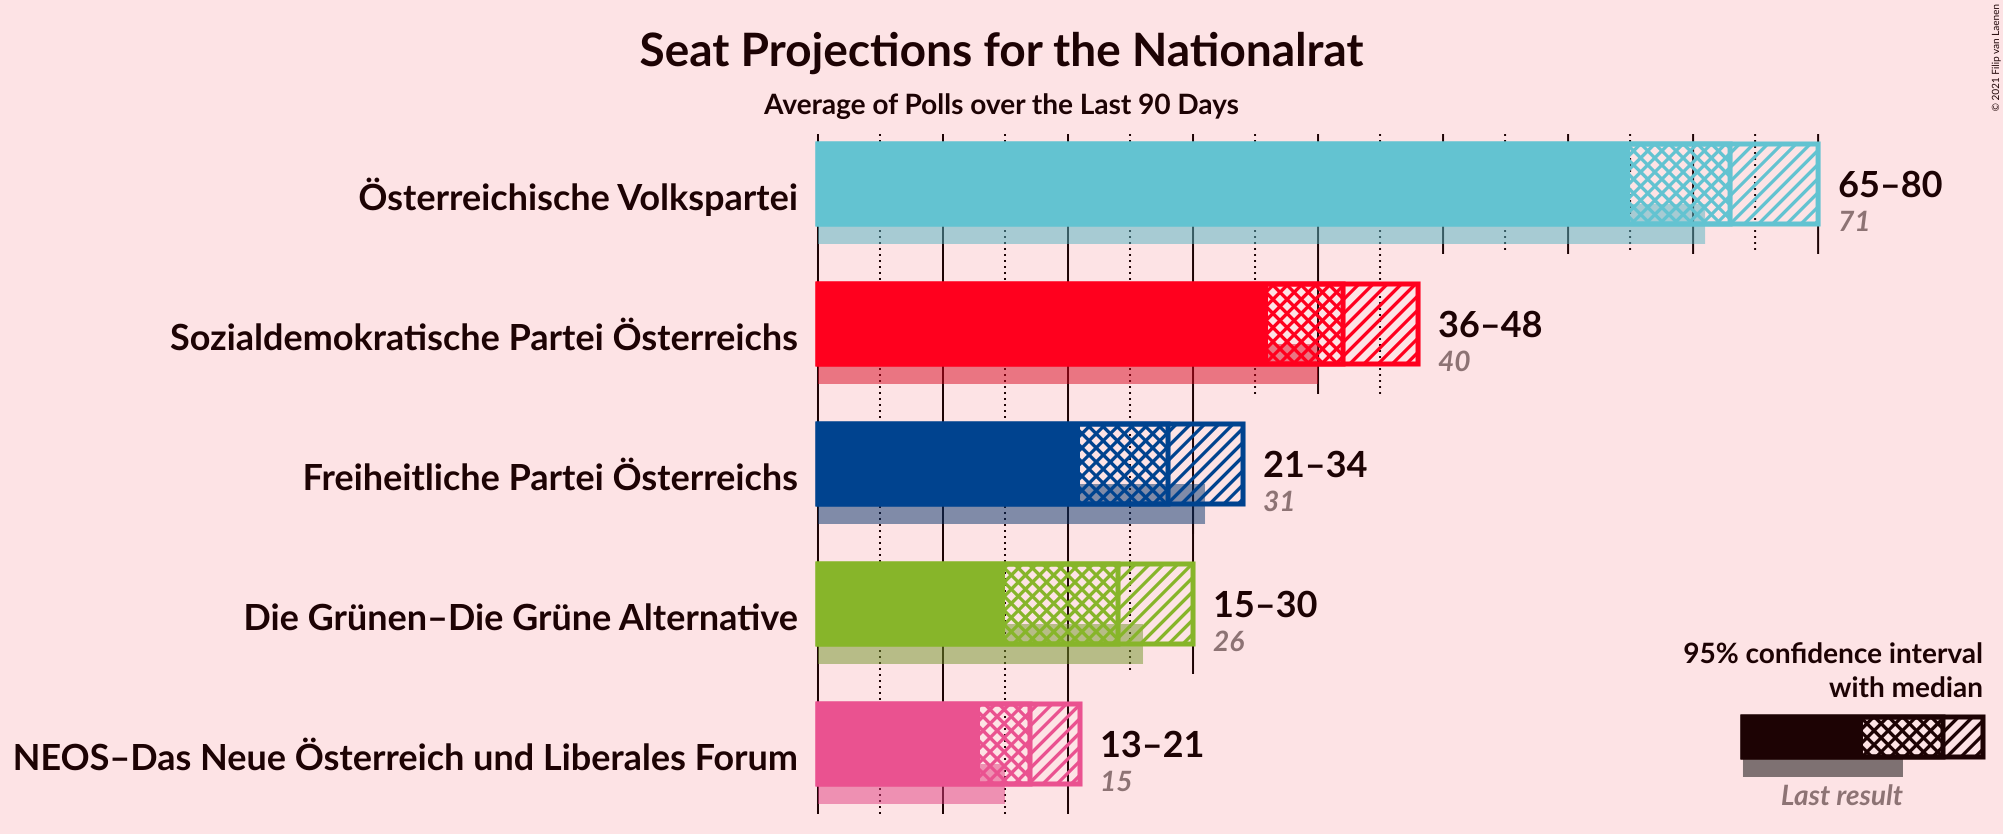 Seat Projections for the Nationalrat
Average of Polls over the Last 90 Days
© 2021 Filip van Laenen
Österreichische Volkspartei
65–80
71
Sozialdemokratische Partei Österreichs
36–48
40
Freiheitliche Partei Österreichs
21–34
31
Die Grünen–Die Grüne Alternative
15–30
26
NEOS–Das Neue Österreich und Liberales Forum
13–21
15
95% confidence interval
with median
Last result